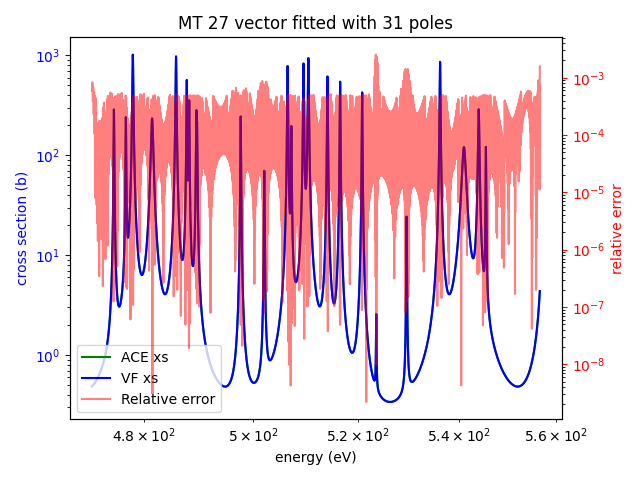 MT 27 vector fitted with 31 poles
10³
10²
10¹
10⁰
cross section (b)
10⁻³
10⁻⁴
10⁻⁵
10⁻⁶
10⁻⁷
10⁻⁸
relative error
ACE xs
VF xs
Relative error
4.8 × 10² 5 × 10² 5.2 × 10² 5.4 × 10² 5.6 × 10²
energy (eV)